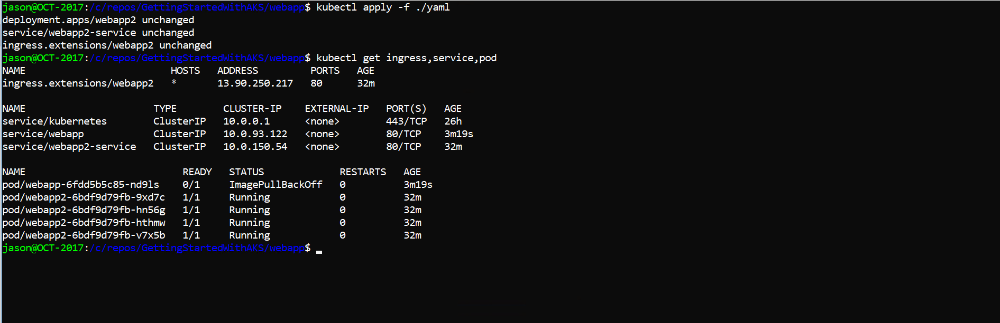 jason@OCT-2017:/c/repos/GettingStartedWithAKS/webapp$ kubectl apply -f ./yaml
deployment.apps/webapp2 unchanged
service/webapp2-service unchanged
ingress.extensions/webapp2 unchanged
jason@OCT-2017:/c/repos/GettingStartedWithAKS/webapp$ kubectl get ingress,service,pod
NAME                         HOSTS   ADDRESS         PORTS   AGE
ingress.extensions/webapp2   *       13.90.250.217   80      32m
NAME                      TYPE        CLUSTER-IP    EXTERNAL-IP   PORT(S)   AGE
service/kubernetes        ClusterIP   10.0.0.1      <none>        443/TCP   26h
service/webapp            ClusterIP   10.0.93.122   <none>        80/TCP    3m19s
service/webapp2-service   ClusterIP   10.0.150.54   <none>        80/TCP    32m
NAME                           READY   STATUS             RESTARTS   AGE
pod/webapp-6fdd5b5c85-nd9ls    0/1     ImagePullBackOff   0          3m19s
pod/webapp2-6bdf9d79fb-9xd7c   1/1     Running            0          32m
pod/webapp2-6bdf9d79fb-hn56g   1/1     Running            0          32m
pod/webapp2-6bdf9d79fb-hthmw   1/1     Running            0          32m
pod/webapp2-6bdf9d79fb-v7x5b   1/1     Running            0          32m
jason@OCT-2017:/c/repos/GettingStartedWithAKS/webapp$